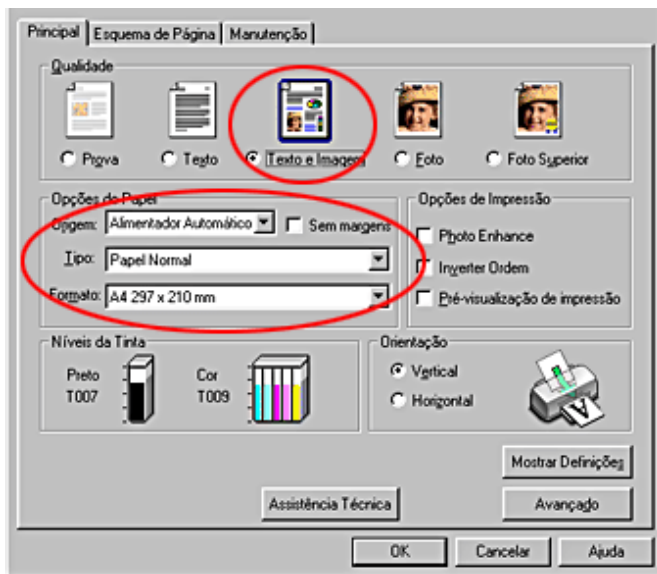 Principal Esquema de Página Manutenção
Qualidade
Prova Texto Texto e Imagem Foto Foto Superior
Opções do Papel
Origem: Alimentador Automático Sem margens
Tipo: Papel Normal
Formato: A4 297 x 210 mm
Opções de Impressão
Photo Enhance
Inverter Ordem
Pré-visualização de impressão
Níveis da Tinta
Preto Cor
T007 T009
Orientação
Vertical
Horizontal
Mostrar Definições
Assistência Técnica Avançado
OK Cancelar Ajuda